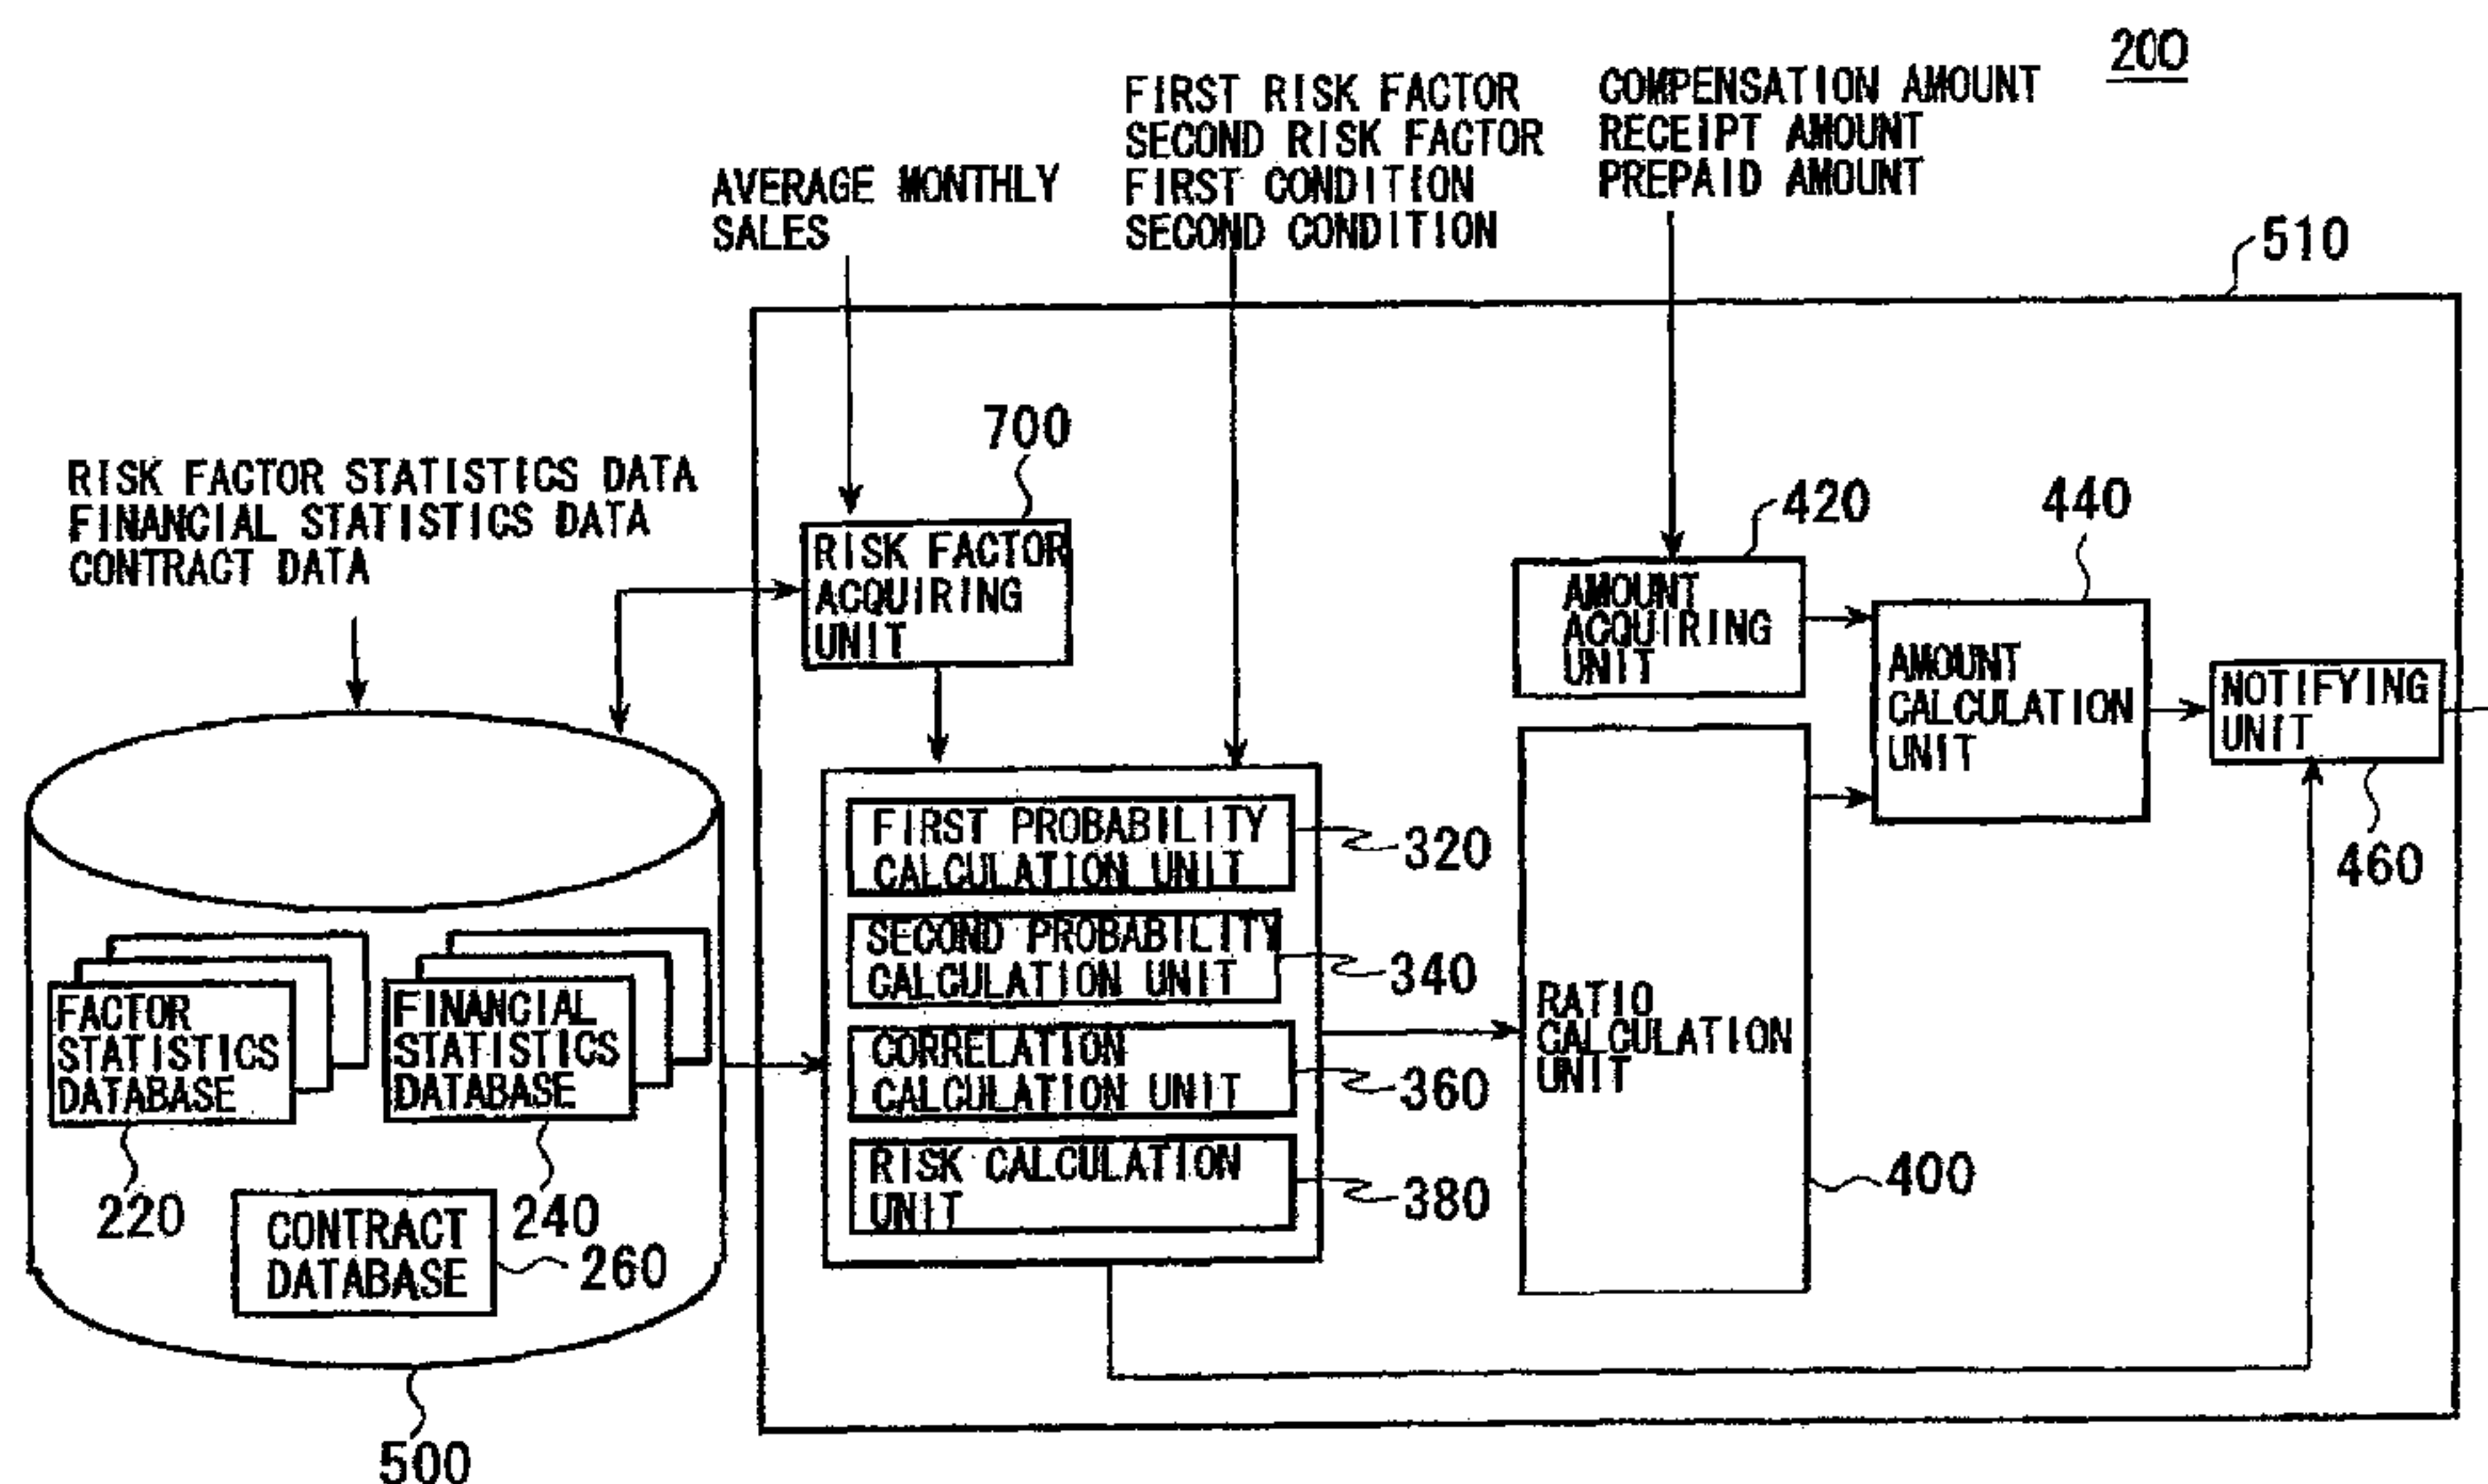 200
FIRST RISK FACTOR
SECOND RISK FACTOR
FIRST CONDITION
SECOND CONDITION
COMPENSATION AMOUNT
RECEIPT AMOUNT
PREPAID AMOUNT
AVERAGE MONTHLY
SALES
510
700
RISK FACTOR STATISTICS DATA
FINANCIAL STATISTICS DATA
CONTRACT DATA
RISK FACTOR
ACQUIRING
UNIT
420
AMOUNT
ACQUIRING
UNIT
440
AMOUNT
CALCULATION
UNIT
NOTIFYING
UNIT
460
FIRST PROBABILITY
CALCULATION UNIT
320
SECOND PROBABILITY
CALCULATION UNIT
340
CORRELATION
CALCULATION UNIT
360
RISK CALCULATION
UNIT
380
RATIO
CALCULATION
UNIT
400
FACTOR
STATISTICS
DATABASE
220
FINANCIAL
STATISTICS
DATABASE
240
CONTRACT
DATABASE
260
500